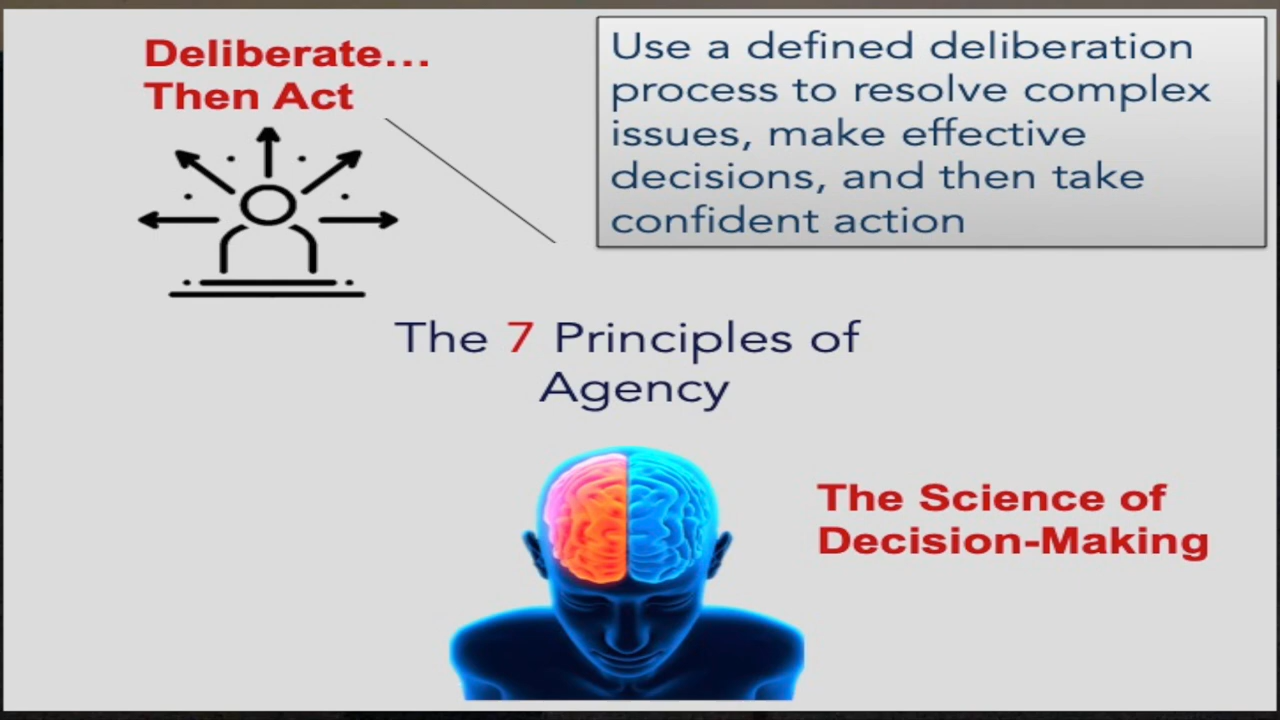 Deliberate...
Then Act
Use a defined deliberation
process to resolve complex
issues, make effective
decisions, and then take
confident action
The 7 Principles of
Agency
The Science of
Decision-Making